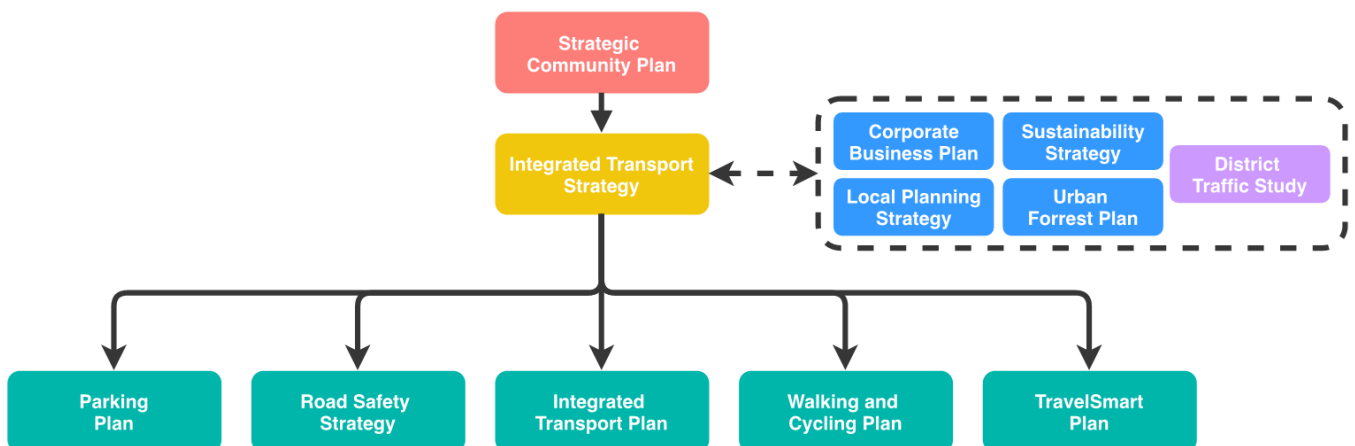 Strategic
Community Plan
Integrated Transport
Strategy
Corporate
Business Plan
Sustainability
Strategy
District
Traffic Study
Local Planning
Strategy
Urban
Forrest Plan
Parking
Plan
Road Safety
Strategy
Integrated
Transport Plan
Walking and
Cycling Plan
TravelSmart
Plan